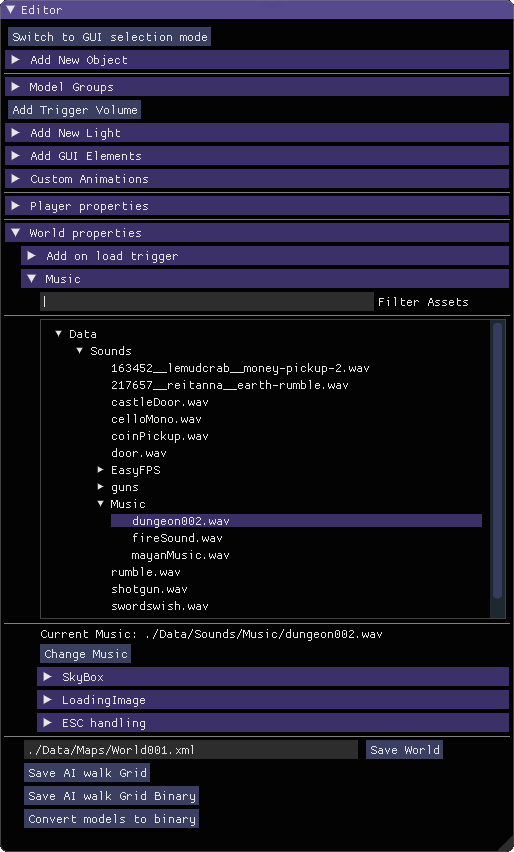 Editor
Switch to GUI selection mode
Add New Object
Model Groups
Add Trigger Volume
Add New Light
Add GUI Elements
Custom Animations
Player properties
World properties
Add on load trigger
Music
Filter Assets
Data
Sounds
163452__lemudcrab__money-pickup-2.wav
217657__reitanna__earth-rumble.wav
castleDoor.wav
celloMono.wav
coinPickup.wav
door.wav
EasyFPS
guns
Music
dungeon002.wav
fireSound.wav
mayanMusic.wav
rumble.wav
shotgun.wav
swordswish.wav
Current Music: ./Data/Sounds/Music/dungeon002.wav
Change Music
SkyBox
LoadingImage
ESC handling
./Data/Maps/World001.xml Save World
Save AI walk Grid
Save AI walk Grid Binary
Convert models to binary